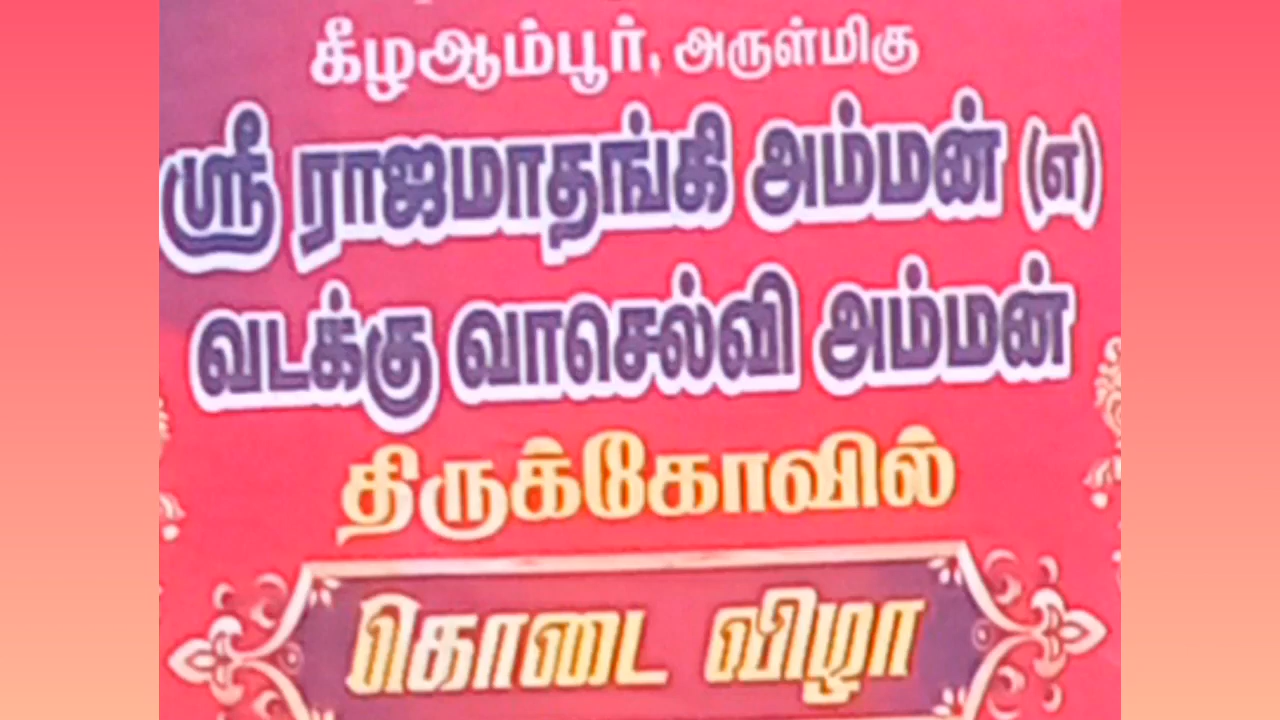 கீழஆம்பூர், அருள்மிகு
ஸ்ரீ ராஜமாதங்கி அம்மன் (எ)
வடக்கு வாசெல்வி அம்மன்
திருக்கோவில்
கொடை விழா